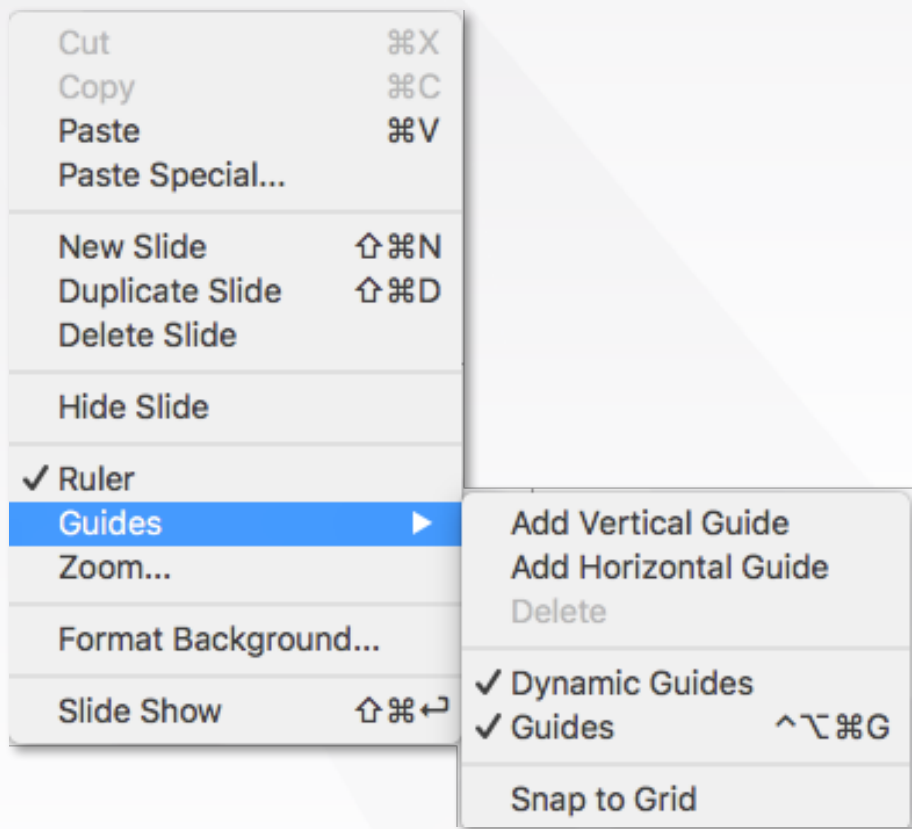 Cut ⌘X
Copy ⌘C
Paste ⌘V
Paste Special...
New Slide ⇧⌘N
Duplicate Slide ⇧⌘D
Delete Slide
Hide Slide
✓ Ruler
Guides ▶
Zoom...
Format Background...
Slide Show ⇧⌘↩
Add Vertical Guide
Add Horizontal Guide
Delete
✓ Dynamic Guides
✓ Guides ^⌥⌘G
Snap to Grid